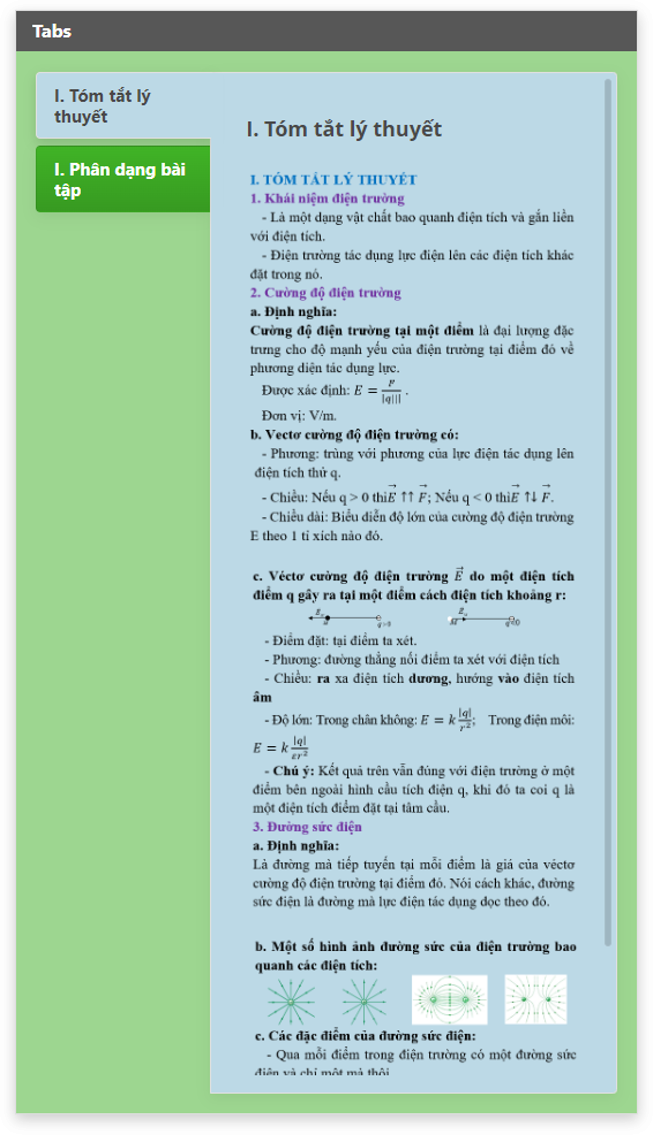 Tabs
I. Tóm tắt lý
thuyết
I. Phân dạng bài
tập
I. Tóm tắt lý thuyết
I. TÓM TẮT LÝ THUYẾT
1. Khái niệm điện trường
- Là một dạng vật chất bao quanh điện tích và gắn liền
với điện tích.
- Điện trường tác dụng lực điện lên các điện tích khác
đặt trong nó.
2. Cường độ điện trường
a. Định nghĩa:
Cường độ điện trường tại một điểm là đại lượng đặc
trưng cho độ mạnh yếu của điện trường tại điểm đó về
phương diện tác dụng lực.
Được xác định: E = F/|q|| .
Đơn vị: V/m.
b. Vectơ cường độ điện trường có:
- Phương: trùng với phương của lực điện tác dụng lên
điện tích thử q.
- Chiều: Nếu q > 0 thì E⃗ ↑↑ F⃗; Nếu q < 0 thì E⃗ ↑↓ F⃗.
- Chiều dài: Biểu diễn độ lớn của cường độ điện trường
E theo 1 tỉ xích nào đó.
c. Véctơ cường độ điện trường E⃗ do một điện tích
điểm q gây ra tại một điểm cách điện tích khoảng r:
q>0
M q<0
- Điểm đặt: tại điểm ta xét.
- Phương: đường thẳng nối điểm ta xét với điện tích
- Chiều: ra xa điện tích dương, hướng vào điện tích
âm
- Độ lớn: Trong chân không: E = k |q|/r²; Trong điện môi:
E = k |q|/εr²
- Chú ý: Kết quả trên vẫn đúng với điện trường ở một
điểm bên ngoài hình cầu tích điện q, khi đó ta coi q là
một điện tích điểm đặt tại tâm cầu.
3. Đường sức điện
a. Định nghĩa:
Là đường mà tiếp tuyến tại mỗi điểm là giá của véctơ
cường độ điện trường tại điểm đó. Nói cách khác, đường
sức điện là đường mà lực điện tác dụng dọc theo đó.
b. Một số hình ảnh đường sức của điện trường bao
quanh các điện tích:
c. Các đặc điểm của đường sức điện:
- Qua mỗi điểm trong điện trường có một đường sức
điện và chỉ một mà thôi